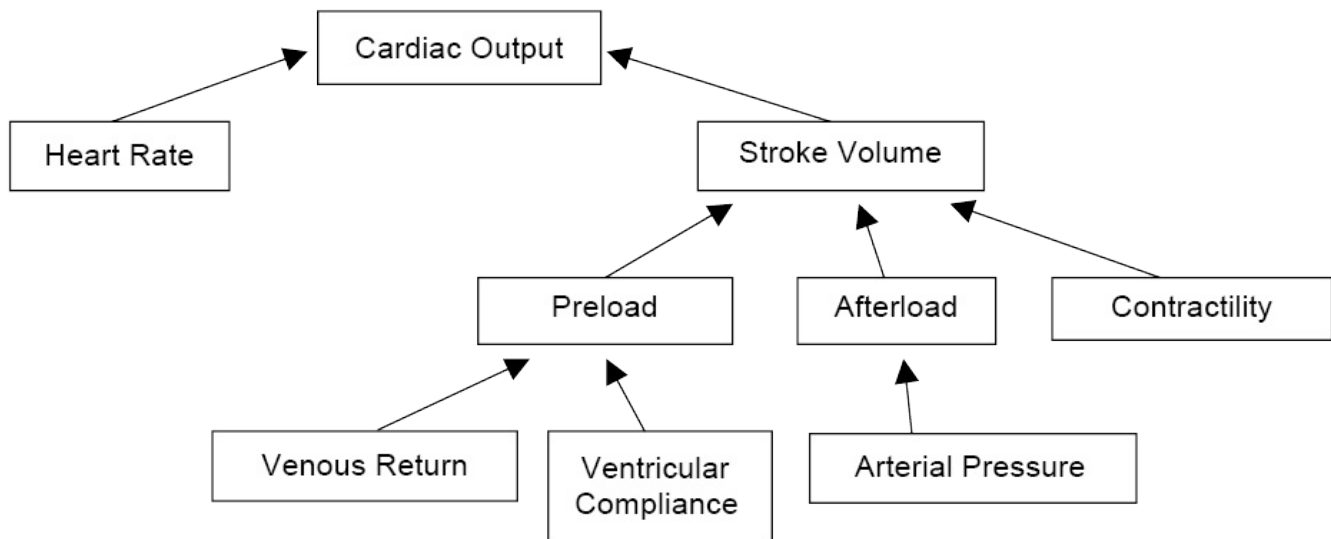 Cardiac Output
Heart Rate
Stroke Volume
Preload
Afterload
Contractility
Venous Return
Ventricular
Compliance
Arterial Pressure